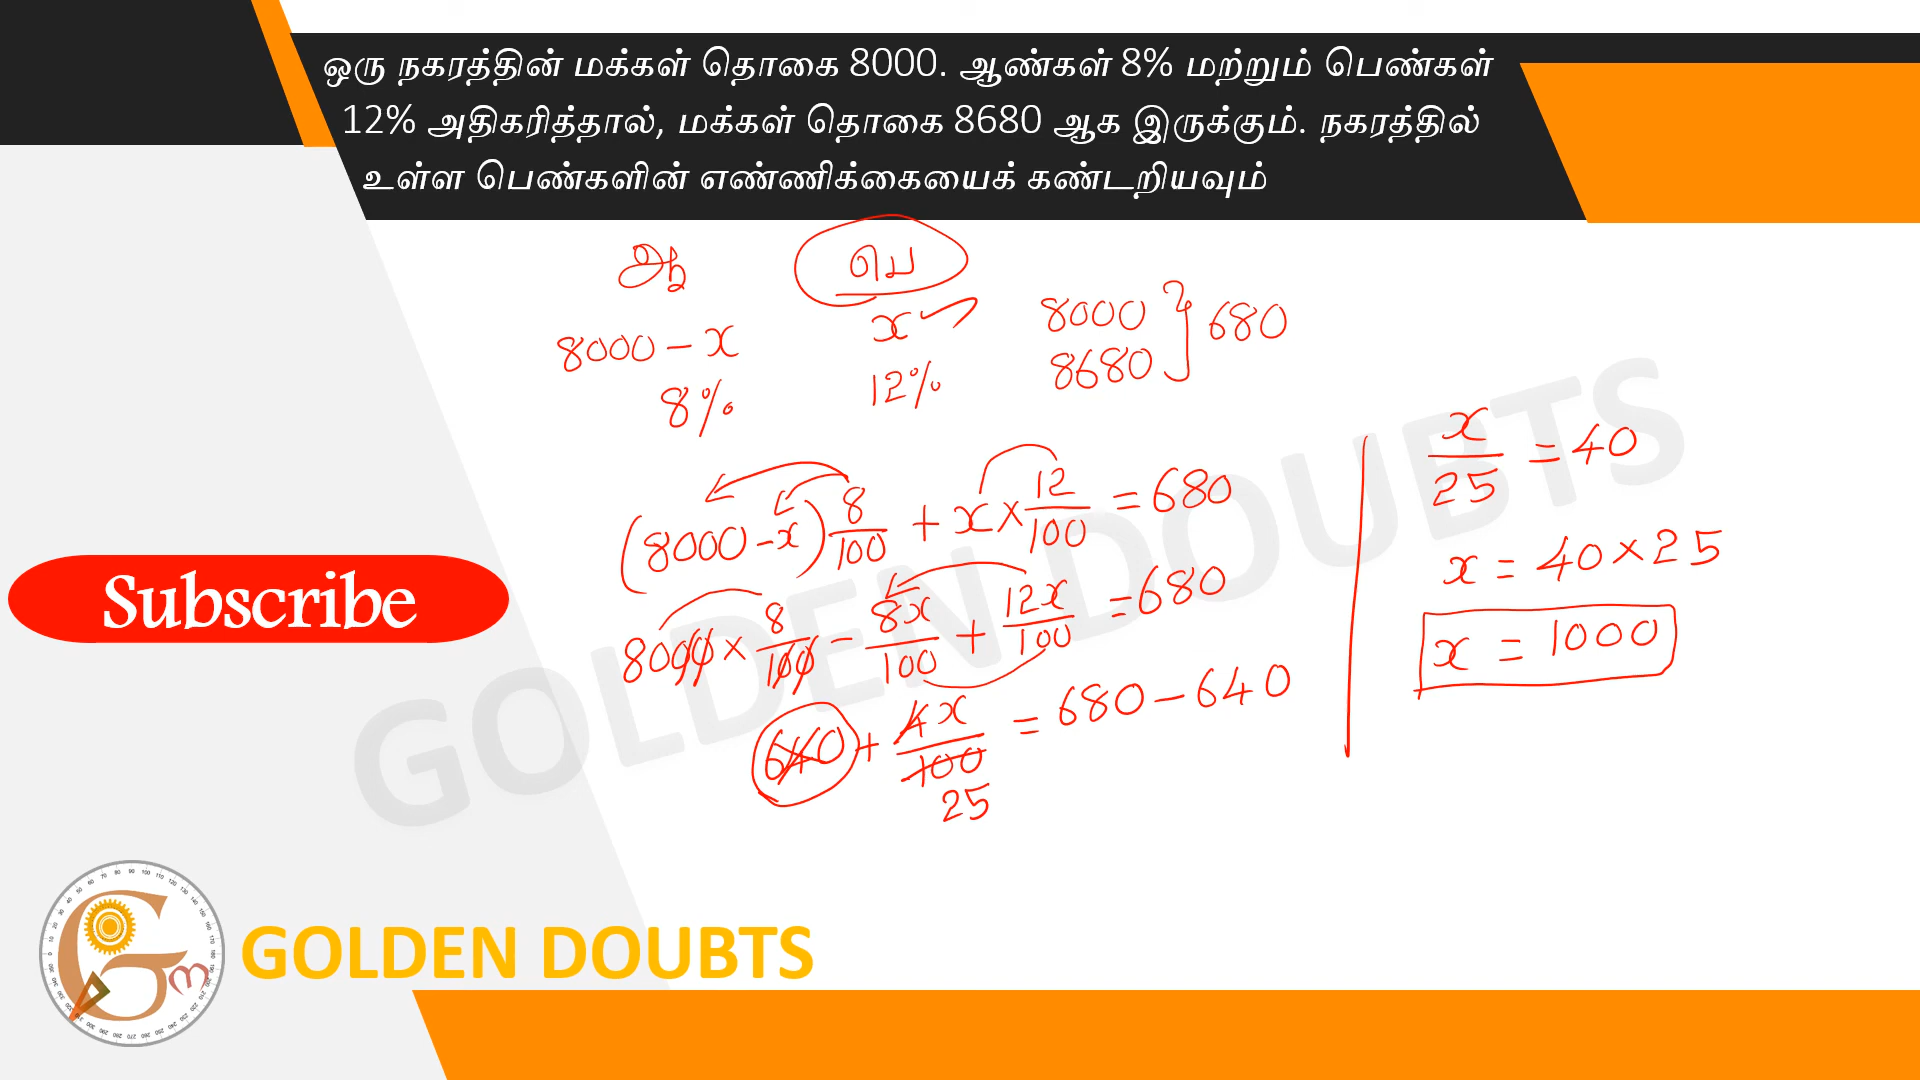 ஒரு நகரத்தின் மக்கள் தொகை 8000. ஆண்கள் 8% மற்றும் பெண்கள்
12% அதிகரித்தால், மக்கள் தொகை 8680 ஆக இருக்கும். நகரத்தில்
உள்ள பெண்களின் எண்ணிக்கையைக் கண்டறியவும்
ஆ பெ
8000 - x x 8000 } 680
8% 12% 8680
(8000 - x) 8/100 + x × 12/100 = 680
8000 × 8/100 - 8x/100 + 12x/100 = 680
640 + 4x/100 = 680 - 640
25
x/25 = 40
x = 40 × 25
x = 1000
Subscribe
GOLDEN DOUBTS
GOLDEN DOUBTS